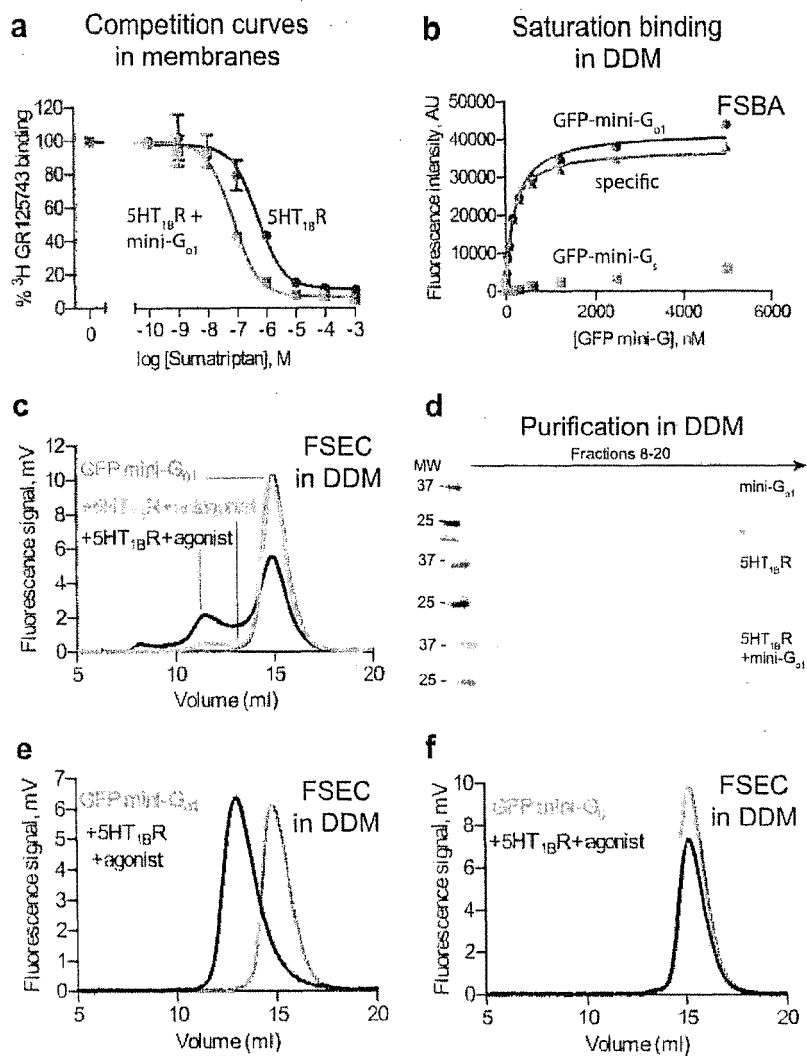 a
Competition curves
in membranes
120
100
80
60
40
20
0
% ³H GR125743 binding
5HT1BR +
mini-Go1
5HT1BR
0
-10 -9 -8 -7 -6 -5 -4 -3
log [Sumatriptan], M
b
Saturation binding
in DDM
50000
40000
30000
20000
10000
0
Fluorescence intensity, AU
FSBA
GFP-mini-Go1
specific
GFP-mini-Gs
0 2000 4000 6000
[GFP mini-G], nM
c
12
10
8
6
4
2
0
Fluorescence signal, mV
GFP mini-Go1
+5HT1BR+
+5HT1BR+agonist
FSEC
in DDM
5 10 15 20
Volume (ml)
d
Purification in DDM
Fractions 8-20
MW
37 -
25 -
mini-Go1
37 -
25 -
5HT1BR
37 -
25 -
5HT1BR
+mini-Go1
e
7
6
5
4
3
2
1
0
Fluorescence signal, mV
GFP mini-Go1
+5HT1BR
+agonist
FSEC
in DDM
5 10 15 20
Volume (ml)
f
10
8
6
4
2
0
Fluorescence signal, mV
GFP mini-Gs
+5HT1BR+agonist
FSEC
in DDM
5 10 15 20
Volume (ml)